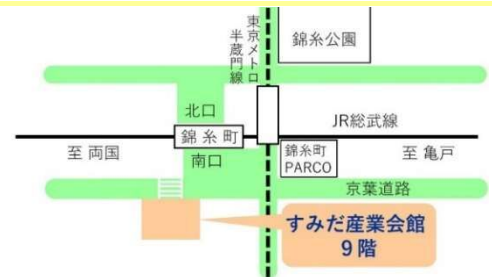 東京メトロ
半蔵門線
錦糸公園
北口
JR総武線
錦糸町
至 両国
南口
錦糸町
PARCO
至 亀戸
京葉道路
すみだ産業会館
9階